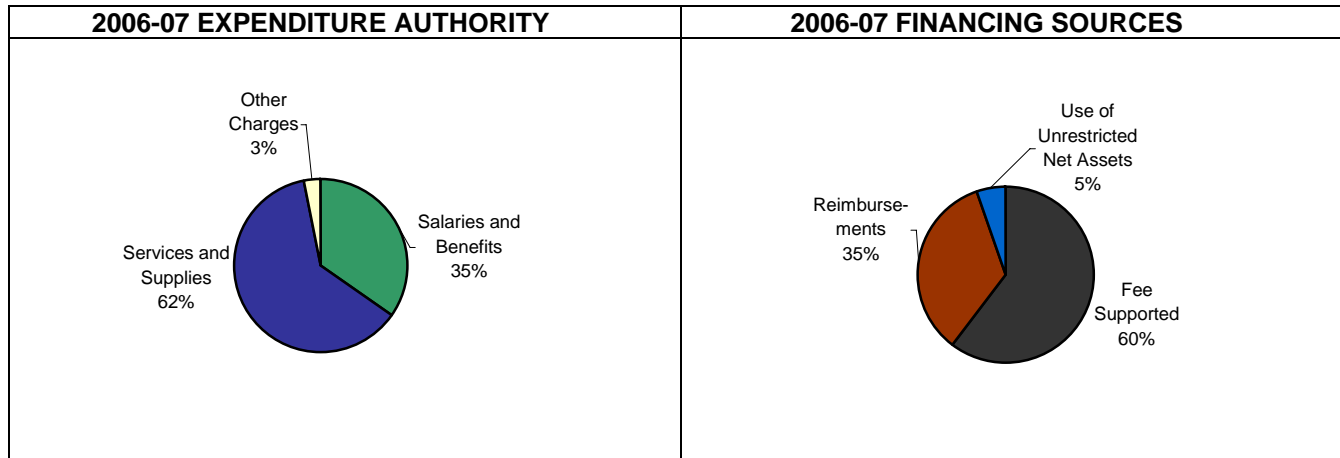 2006-07 EXPENDITURE AUTHORITY
Other
Charges
3%
Salaries and
Benefits
35%
Services and
Supplies
62%
2006-07 FINANCING SOURCES
Use of
Unrestricted
Net Assets
5%
Reimburse-
ments
35%
Fee
Supported
60%